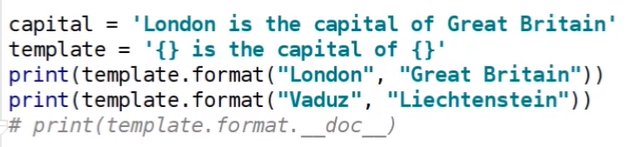 capital = 'London is the capital of Great Britain'
template = '{} is the capital of {}'
print(template.format("London", "Great Britain"))
print(template.format("Vaduz", "Liechtenstein"))
# print(template.format.__doc__)